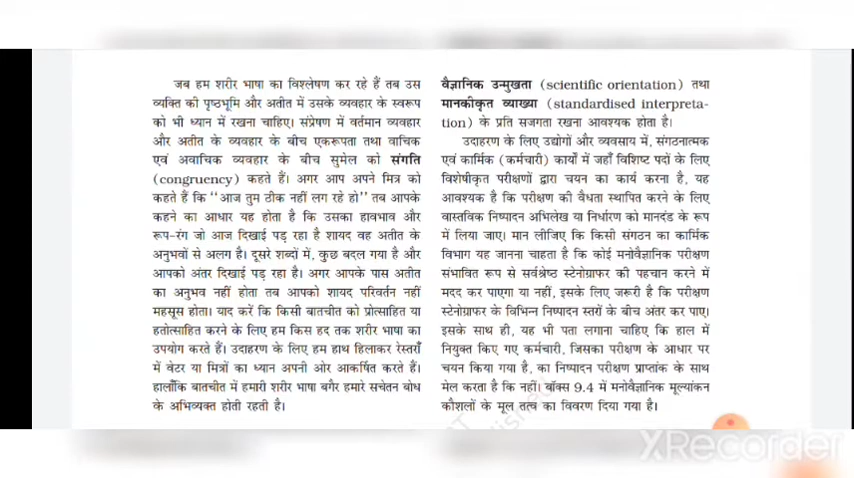 जब हम शरीर भाषा का विश्लेषण कर रहे हैं तब उस
व्यक्ति की पृष्ठभूमि और अतीत में उसके व्यवहार के स्वरूप
को भी ध्यान में रखना चाहिए। संप्रेषण में वर्तमान व्यवहार
और अतीत के व्यवहार के बीच एकरूपता तथा वाचिक
एवं अवाचिक व्यवहार के बीच सुमेल को संगति
(congruency) कहते हैं। अगर आप अपने मित्र को
कहते हैं कि “आज तुम ठीक नहीं लग रहे हो” तब आपके
कहने का आधार यह होता है कि उसका हावभाव और
रूप-रंग जो आज दिखाई पड़ रहा है शायद वह अतीत के
अनुभवों से अलग है। दूसरे शब्दों में, कुछ बदल गया है और
आपको अंतर दिखाई पड़ रहा है। अगर आपके पास अतीत
का अनुभव नहीं होता तब आपको शायद परिवर्तन नहीं
महसूस होता। याद करें कि किसी बातचीत को प्रोत्साहित या
हतोत्साहित करने के लिए हम किस हद तक शरीर भाषा का
उपयोग करते हैं। उदाहरण के लिए हम हाथ हिलाकर रेस्तराँ
में वेटर या मित्रों का ध्यान अपनी ओर आकर्षित करते हैं।
हालाँकि बातचीत में हमारी शरीर भाषा बगैर हमारे सचेतन बोध
के अभिव्यक्त होती रहती है।
वैज्ञानिक उन्मुखता (scientific orientation) तथा
मानकीकृत व्याख्या (standardised interpreta-
tion) के प्रति सजगता रखना आवश्यक होता है।
उदाहरण के लिए उद्योगों और व्यवसाय में, संगठनात्मक
एवं कार्मिक (कर्मचारी) कार्यों में जहाँ विशिष्ट पदों के लिए
विशेषीकृत परीक्षणों द्वारा चयन का कार्य करना है, यह
आवश्यक है कि परीक्षण की वैधता स्थापित करने के लिए
वास्तविक निष्पादन अभिलेख या निर्धारण को मानदंड के रूप
में लिया जाए। मान लीजिए कि किसी संगठन का कार्मिक
विभाग यह जानना चाहता है कि कोई मनोवैज्ञानिक परीक्षण
संभावित रूप से सर्वश्रेष्ठ स्टेनोग्राफर की पहचान करने में
मदद कर पाएगा या नहीं, इसके लिए जरूरी है कि परीक्षण
स्टेनोग्राफर के विभिन्न निष्पादन स्तरों के बीच अंतर कर पाए।
इसके साथ ही, यह भी पता लगाना चाहिए कि हाल में
नियुक्त किए गए कर्मचारी, जिसका परीक्षण के आधार पर
चयन किया गया है, का निष्पादन परीक्षण प्राप्तांक के साथ
मेल करता है कि नहीं। बॉक्स 9.4 में मनोवैज्ञानिक मूल्यांकन
कौशलों के मूल तत्व का विवरण दिया गया है।
XRecorder